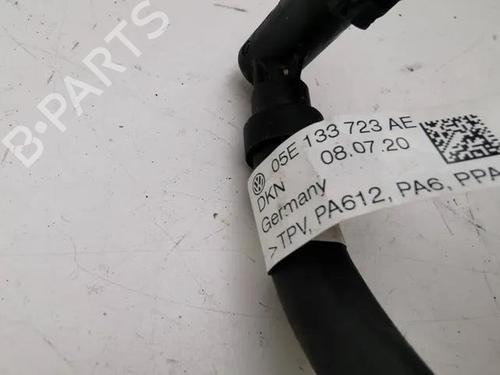 B-PARTS
05E 133 723 AE
DKN 08.07.20
Germany
>TPV, PA612, PA6, PPA